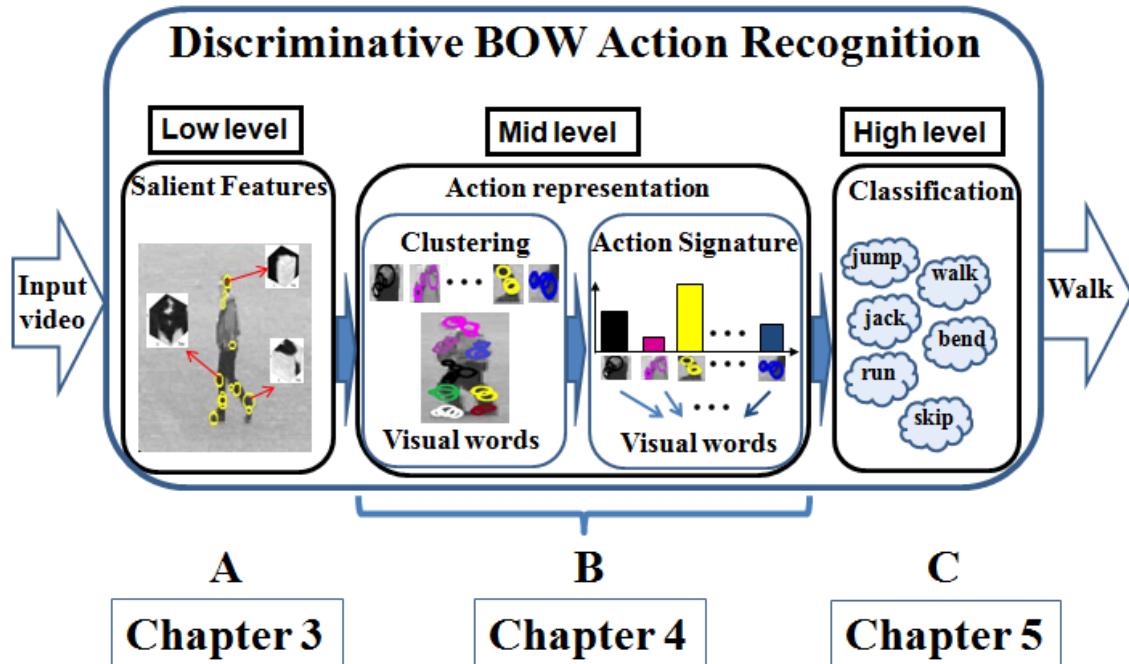 Discriminative BOW Action Recognition
Low level
Mid level
High level
Salient Features
Action representation
Classification
Clustering
Action Signature
Input
video
• • •
• • •
• • •
• • •
Visual words
Visual words
jump
walk
jack
bend
run
skip
Walk
A
B
C
Chapter 3
Chapter 4
Chapter 5